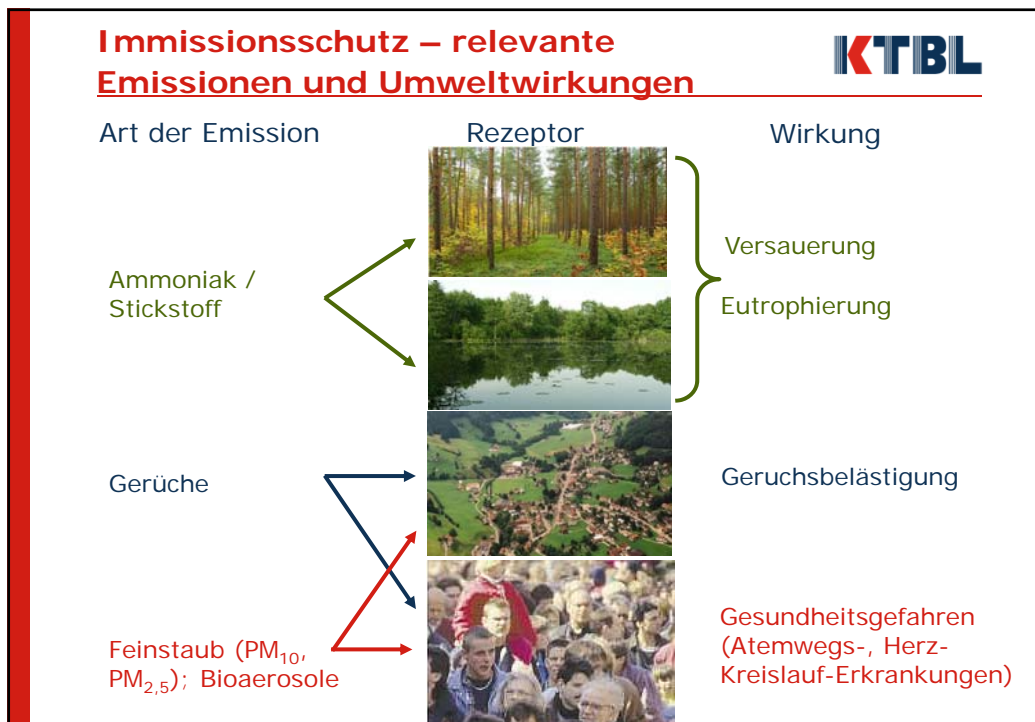 Immissionsschutz – relevante
Emissionen und Umweltwirkungen
KTBL
Art der Emission
Rezeptor
Wirkung
Ammoniak /
Stickstoff
Versauerung
Eutrophierung
Gerüche
Geruchsbelästigung
Feinstaub (PM₁₀,
PM₂,₅); Bioaerosole
Gesundheitsgefahren
(Atemwegs-, Herz-
Kreislauf-Erkrankungen)